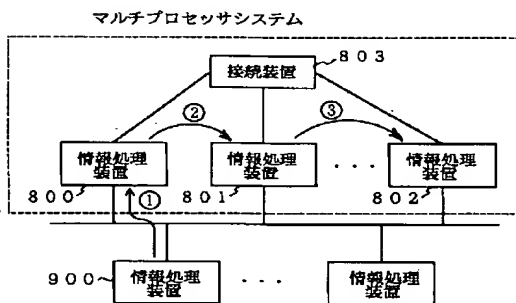 マルチプロセッサシステム
接続装置
８０３
②
③
情報処理
装置
情報処理
装置
・・・
情報処理
装置
８００
①
８０１
８０２
９００
情報処理
装置
・・・
情報処理
装置